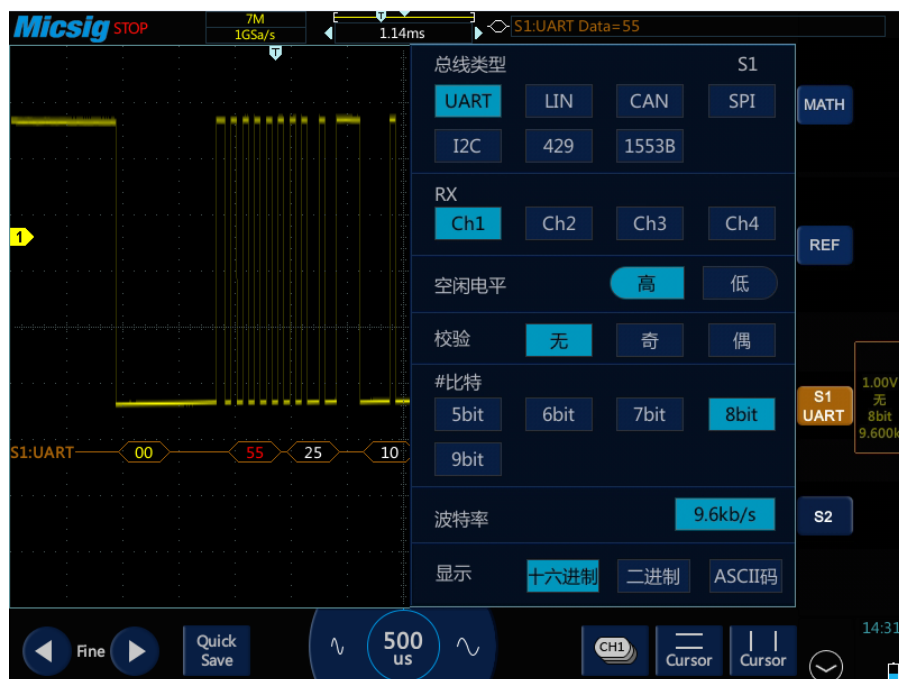 Micsig STOP
7M
1GSa/s
T
1.14ms
S1:UART Data=55
T
总线类型 S1
UART LIN CAN SPI
I2C 429 1553B
MATH
RX
Ch1 Ch2 Ch3 Ch4
1
REF
空闲电平 高 低
校验 无 奇 偶
#比特
5bit 6bit 7bit 8bit
9bit
S1
UART
1.00V
无
8bit
9.600k
S1:UART 00 55 25 10
波特率 9.6kb/s
S2
显示 十六进制 二进制 ASCII码
Fine
Quick
Save
500
us
CH1
Cursor
Cursor
14:31